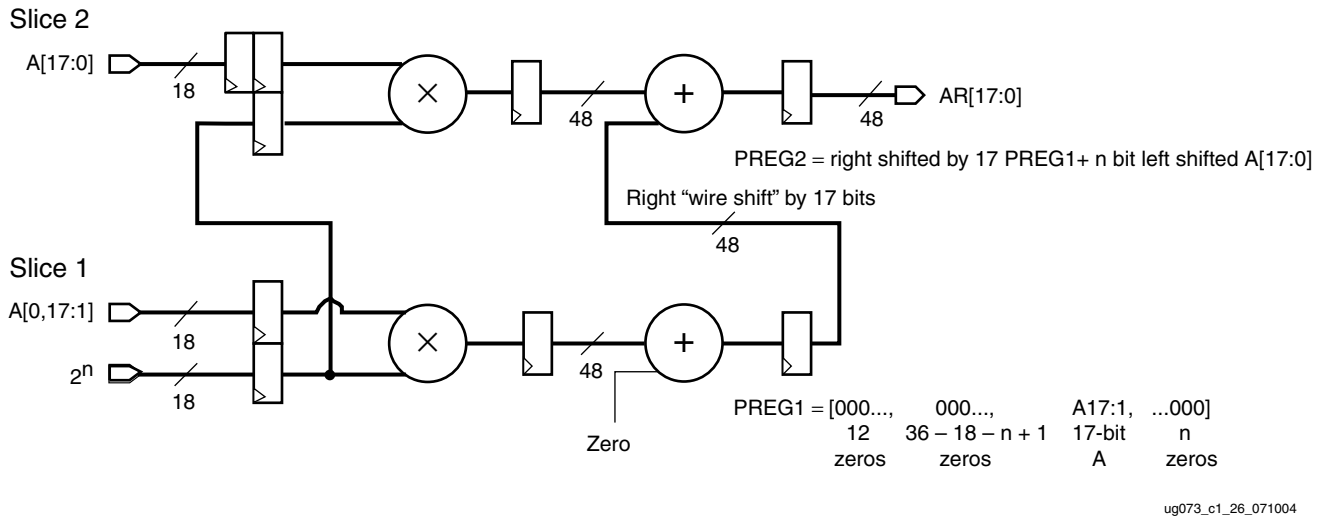 Slice 2
A[17:0]
18
×
48
+
48
AR[17:0]
PREG2 = right shifted by 17 PREG1+ n bit left shifted A[17:0]
Right “wire shift” by 17 bits
48
Slice 1
A[0,17:1]
18
2n
18
×
48
+
Zero
PREG1 = [000..., 000..., A17:1, ...000]
12 36 – 18 – n + 1 17-bit n
zeros zeros A zeros
ug073_c1_26_071004